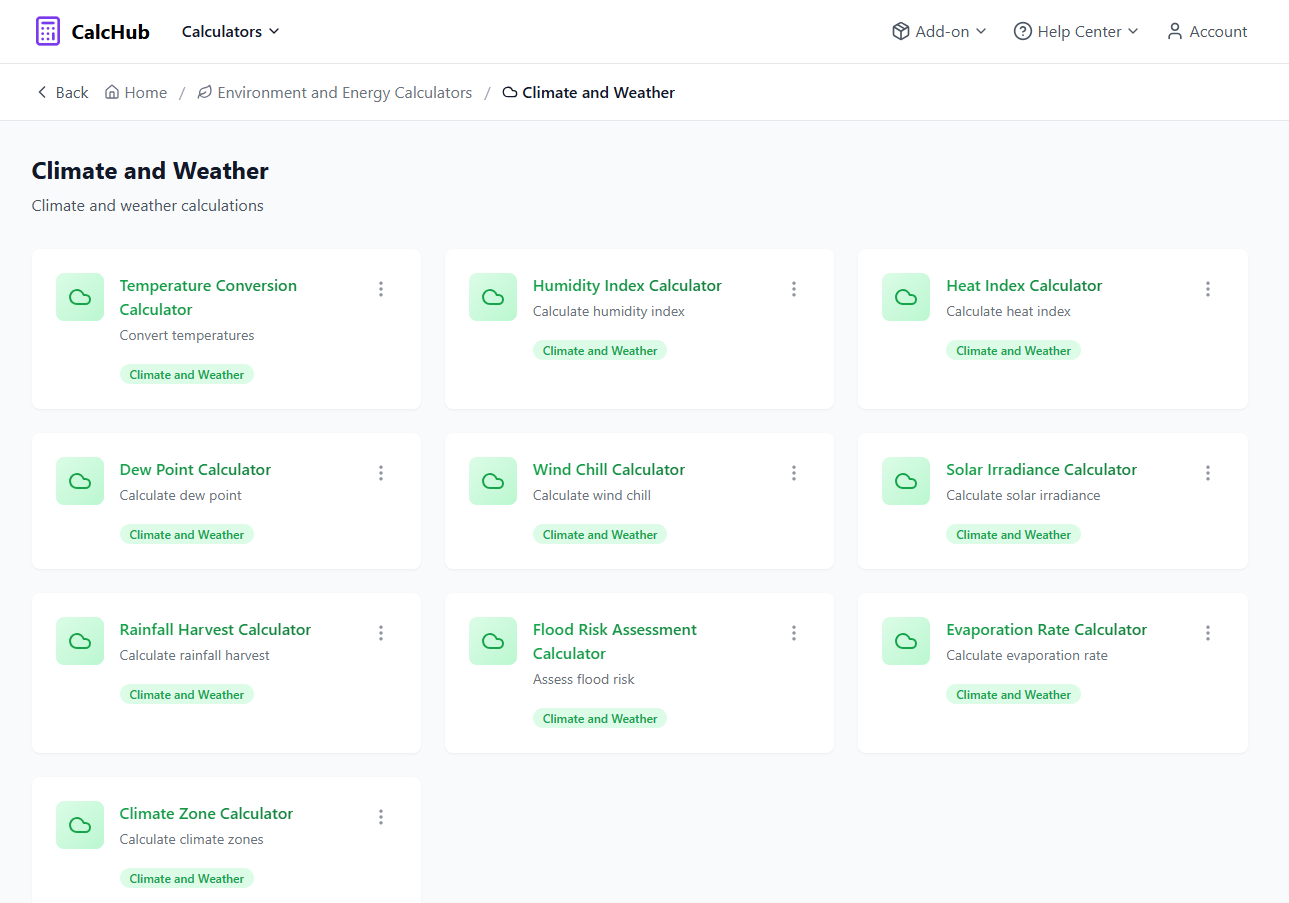 CalcHub
Calculators
Add-on
Help Center
Account
Back
Home
/
Environment and Energy Calculators
/
Climate and Weather
Climate and Weather
Climate and weather calculations
Temperature Conversion
Calculator
Convert temperatures
Climate and Weather
Humidity Index Calculator
Calculate humidity index
Climate and Weather
Heat Index Calculator
Calculate heat index
Climate and Weather
Dew Point Calculator
Calculate dew point
Climate and Weather
Wind Chill Calculator
Calculate wind chill
Climate and Weather
Solar Irradiance Calculator
Calculate solar irradiance
Climate and Weather
Rainfall Harvest Calculator
Calculate rainfall harvest
Climate and Weather
Flood Risk Assessment
Calculator
Assess flood risk
Climate and Weather
Evaporation Rate Calculator
Calculate evaporation rate
Climate and Weather
Climate Zone Calculator
Calculate climate zones
Climate and Weather